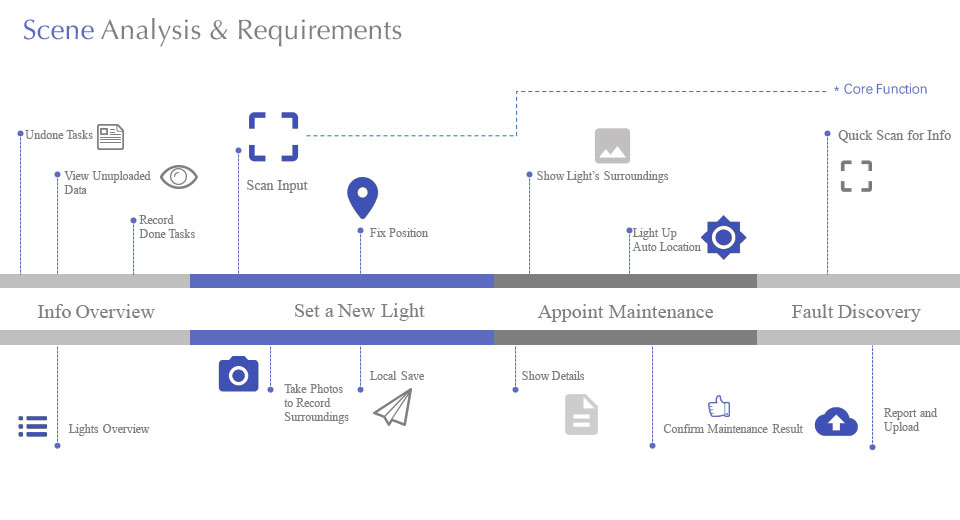 Scene Analysis & Requirements
* Core Function
Undone Tasks
View Unuploaded
Data
Record
Done Tasks
Scan Input
Fix Position
Show Light's Surroundings
Light Up
Auto Location
Quick Scan for Info
Info Overview
Set a New Light
Appoint Maintenance
Fault Discovery
Lights Overview
Take Photos
to Record
Surroundings
Local Save
Show Details
Confirm Maintenance Result
Report and
Upload